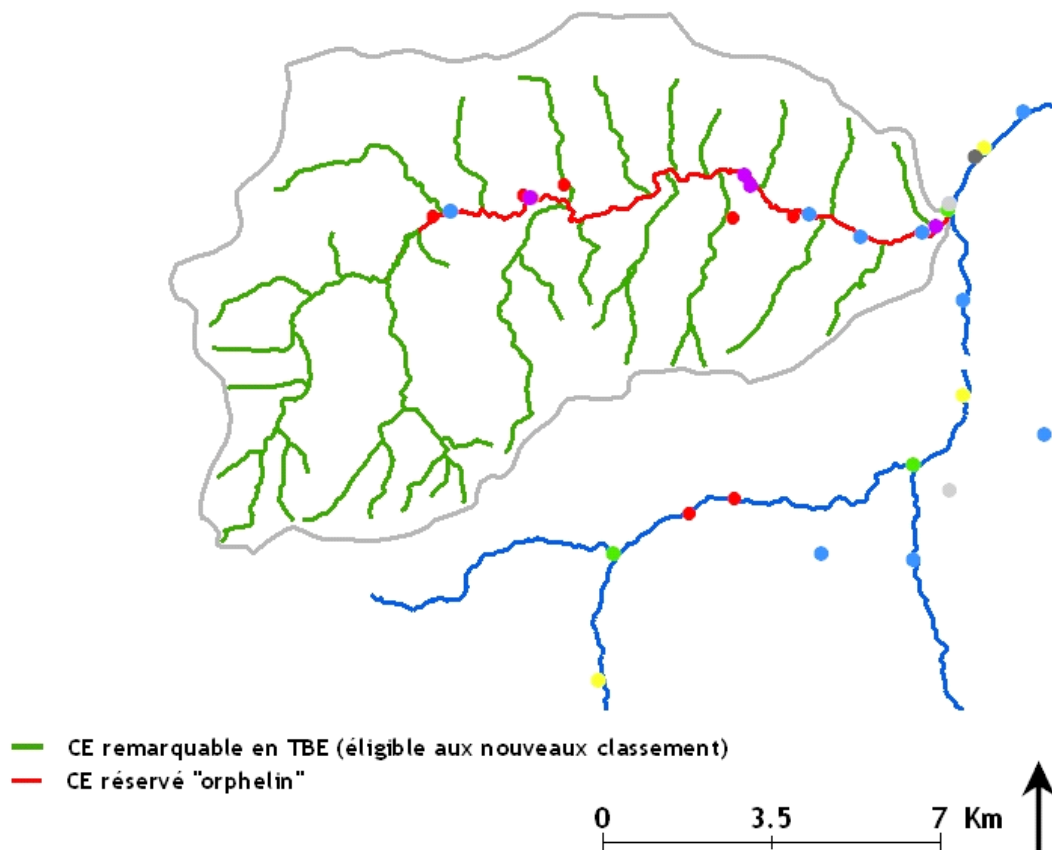 CE remarquable en TBE (éligible aux nouveaux classement)
CE réservé "orphelin"
0 3.5 7 Km